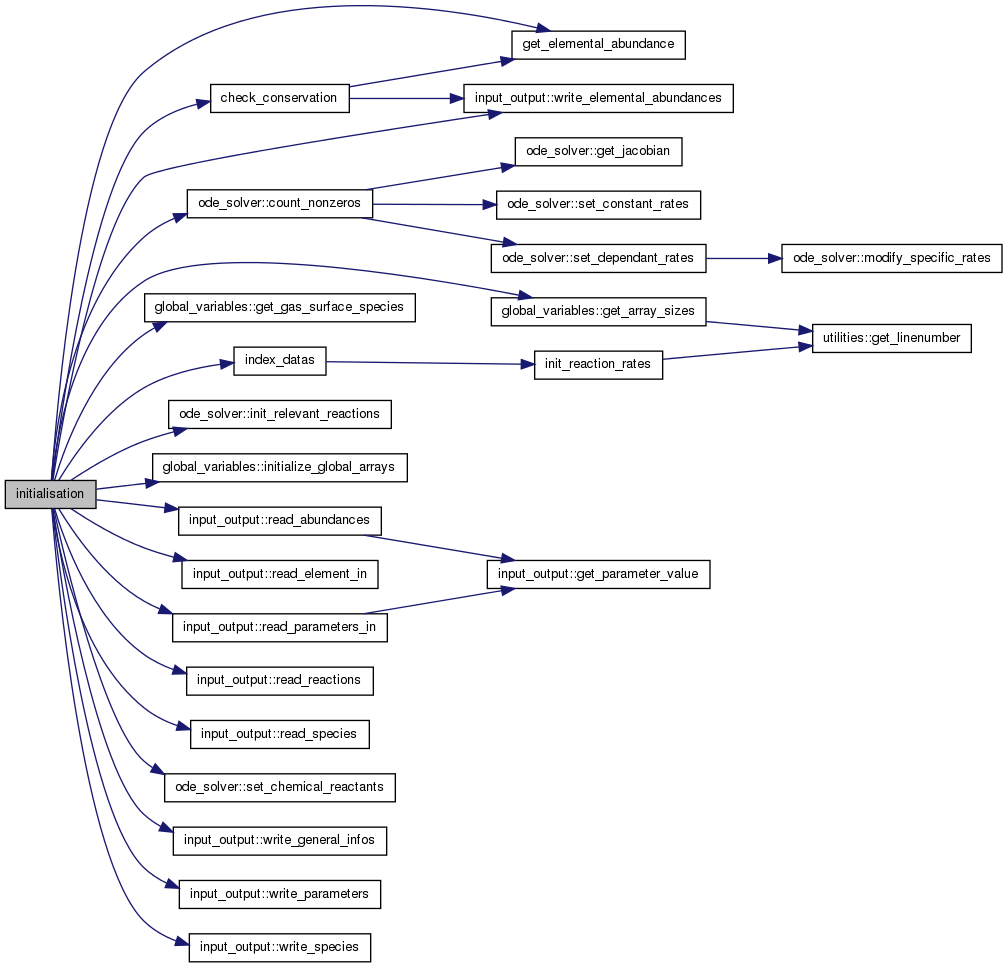 get_elemental_abundance
check_conservation
input_output::write_elemental_abundances
ode_solver::get_jacobian
ode_solver::count_nonzeros
ode_solver::set_constant_rates
ode_solver::set_dependant_rates
ode_solver::modify_specific_rates
global_variables::get_gas_surface_species
global_variables::get_array_sizes
utilities::get_linenumber
index_datas
init_reaction_rates
ode_solver::init_relevant_reactions
global_variables::initialize_global_arrays
initialisation
input_output::read_abundances
input_output::read_element_in
input_output::get_parameter_value
input_output::read_parameters_in
input_output::read_reactions
input_output::read_species
ode_solver::set_chemical_reactants
input_output::write_general_infos
input_output::write_parameters
input_output::write_species